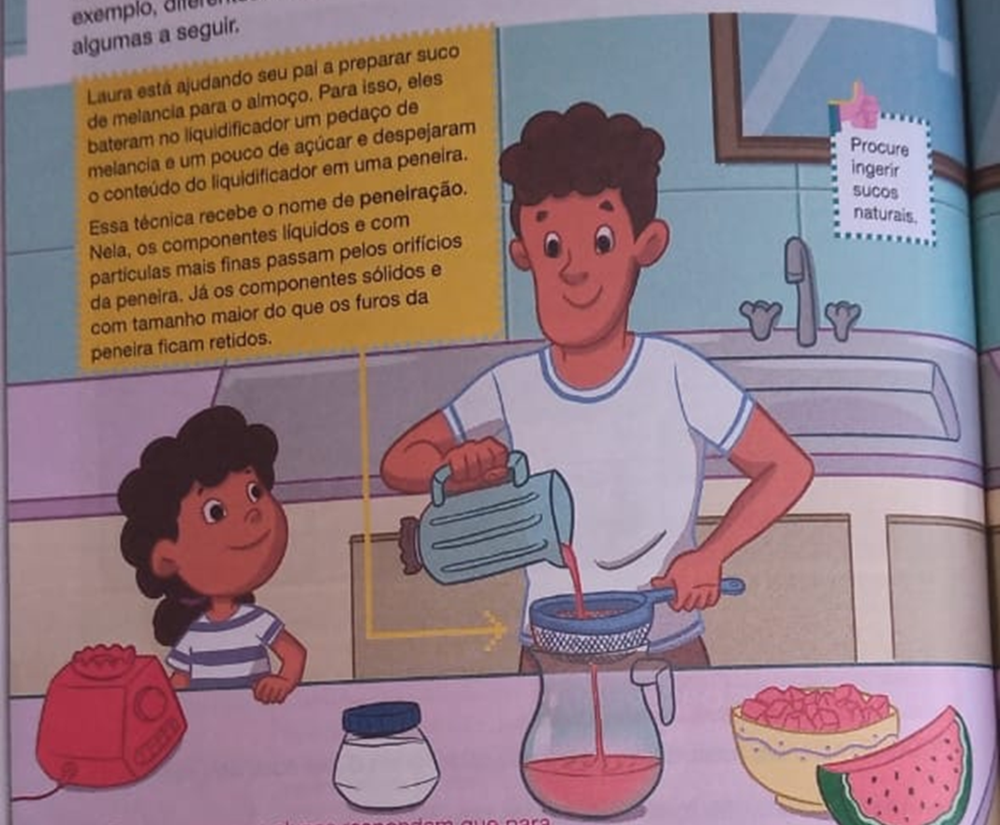 exemplo,
algumas a seguir.
Laura está ajudando seu pai a preparar suco
de melancia para o almoço. Para isso, eles
bateram no liquidificador um pedaço de
melancia e um pouco de açúcar e despejaram
o conteúdo do liquidificador em uma peneira.
Essa técnica recebe o nome de peneiração.
Nela, os componentes líquidos e com
partículas mais finas passam pelos orifícios
da peneira. Já os componentes sólidos e
com tamanho maior do que os furos da
peneira ficam retidos.
Procure
ingerir
sucos
naturais.
respondam que para